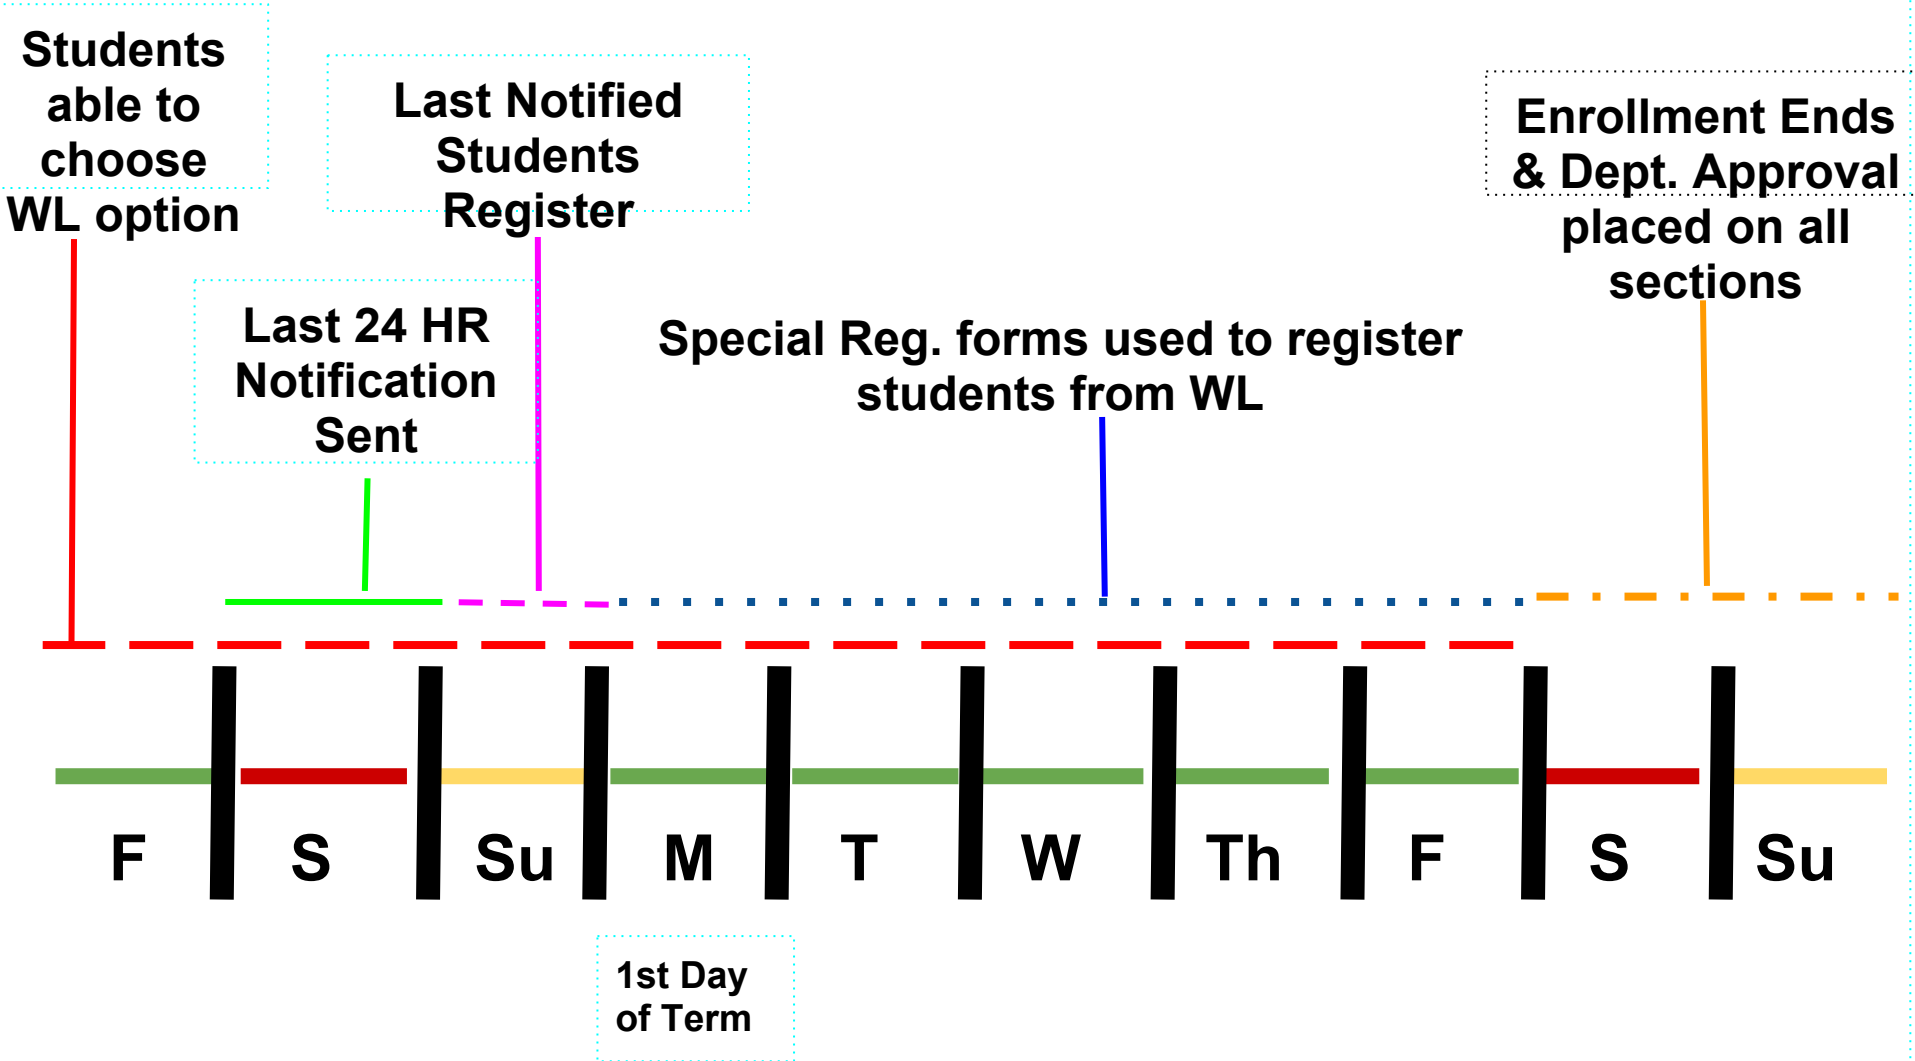 Students
able to
choose
WL option
Last Notified
Students
Register
Enrollment Ends
& Dept. Approval
placed on all
sections
Last 24 HR
Notification
Sent
Special Reg. forms used to register
students from WL
F S Su M T W Th F S Su
1st Day
of Term